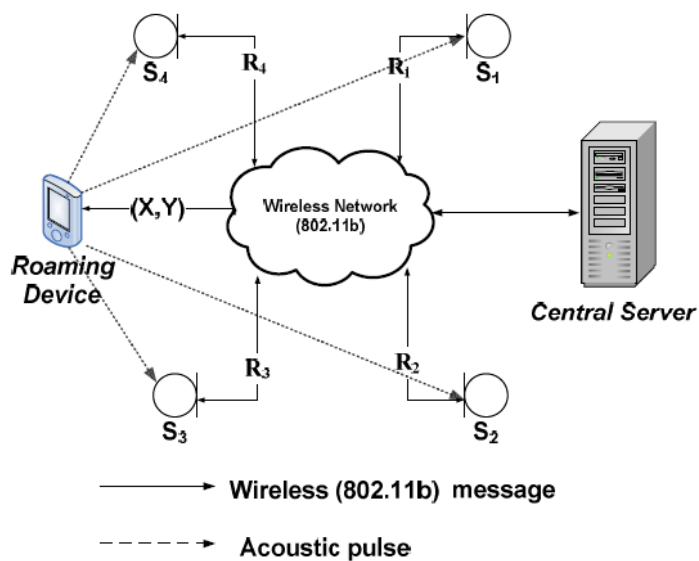 S₄
R₄
R₁
S₁
(X,Y)
Wireless Network
(802.11b)
Roaming
Device
Central Server
R₃
R₂
S₃
S₂
Wireless (802.11b) message
Acoustic pulse